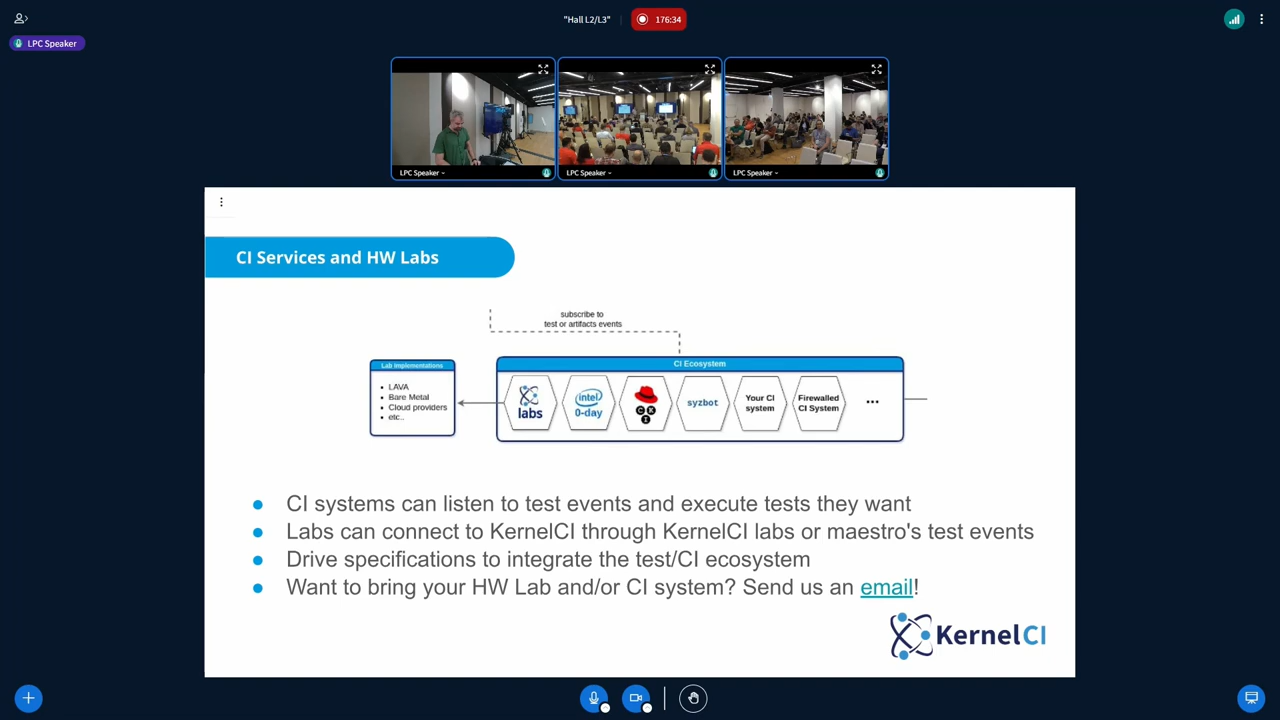 "Hall L2/L3"
176:34
LPC Speaker
LPC Speaker
LPC Speaker
LPC Speaker
CI Services and HW Labs
subscribe to
test or artifacts events
Lab Implementations
• LAVA
• Bare Metal
• Cloud providers
• etc..
CI Ecosystem
labs
intel
0-day
C K
I
syzbot
Your CI
system
Firewalled
CI System
...
● CI systems can listen to test events and execute tests they want
● Labs can connect to KernelCI through KernelCI labs or maestro's test events
● Drive specifications to integrate the test/CI ecosystem
● Want to bring your HW Lab and/or CI system? Send us an email!
KernelCI